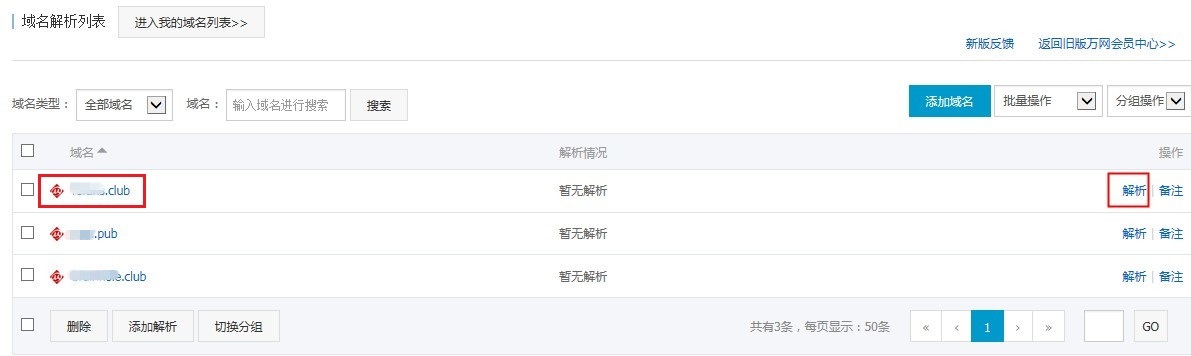 域名解析列表 进入我的域名列表>>
新版反馈 返回旧版万网会员中心>>
域名类型： 全部域名 域名： 输入域名进行搜索 搜索 添加域名 批量操作 分组操作
域名 解析情况 操作
.club 暂无解析 解析 | 备注
.pub 暂无解析 解析 | 备注
.club 暂无解析 解析 | 备注
删除 添加解析 切换分组 共有3条，每页显示：50条 « ‹ 1 › » GO